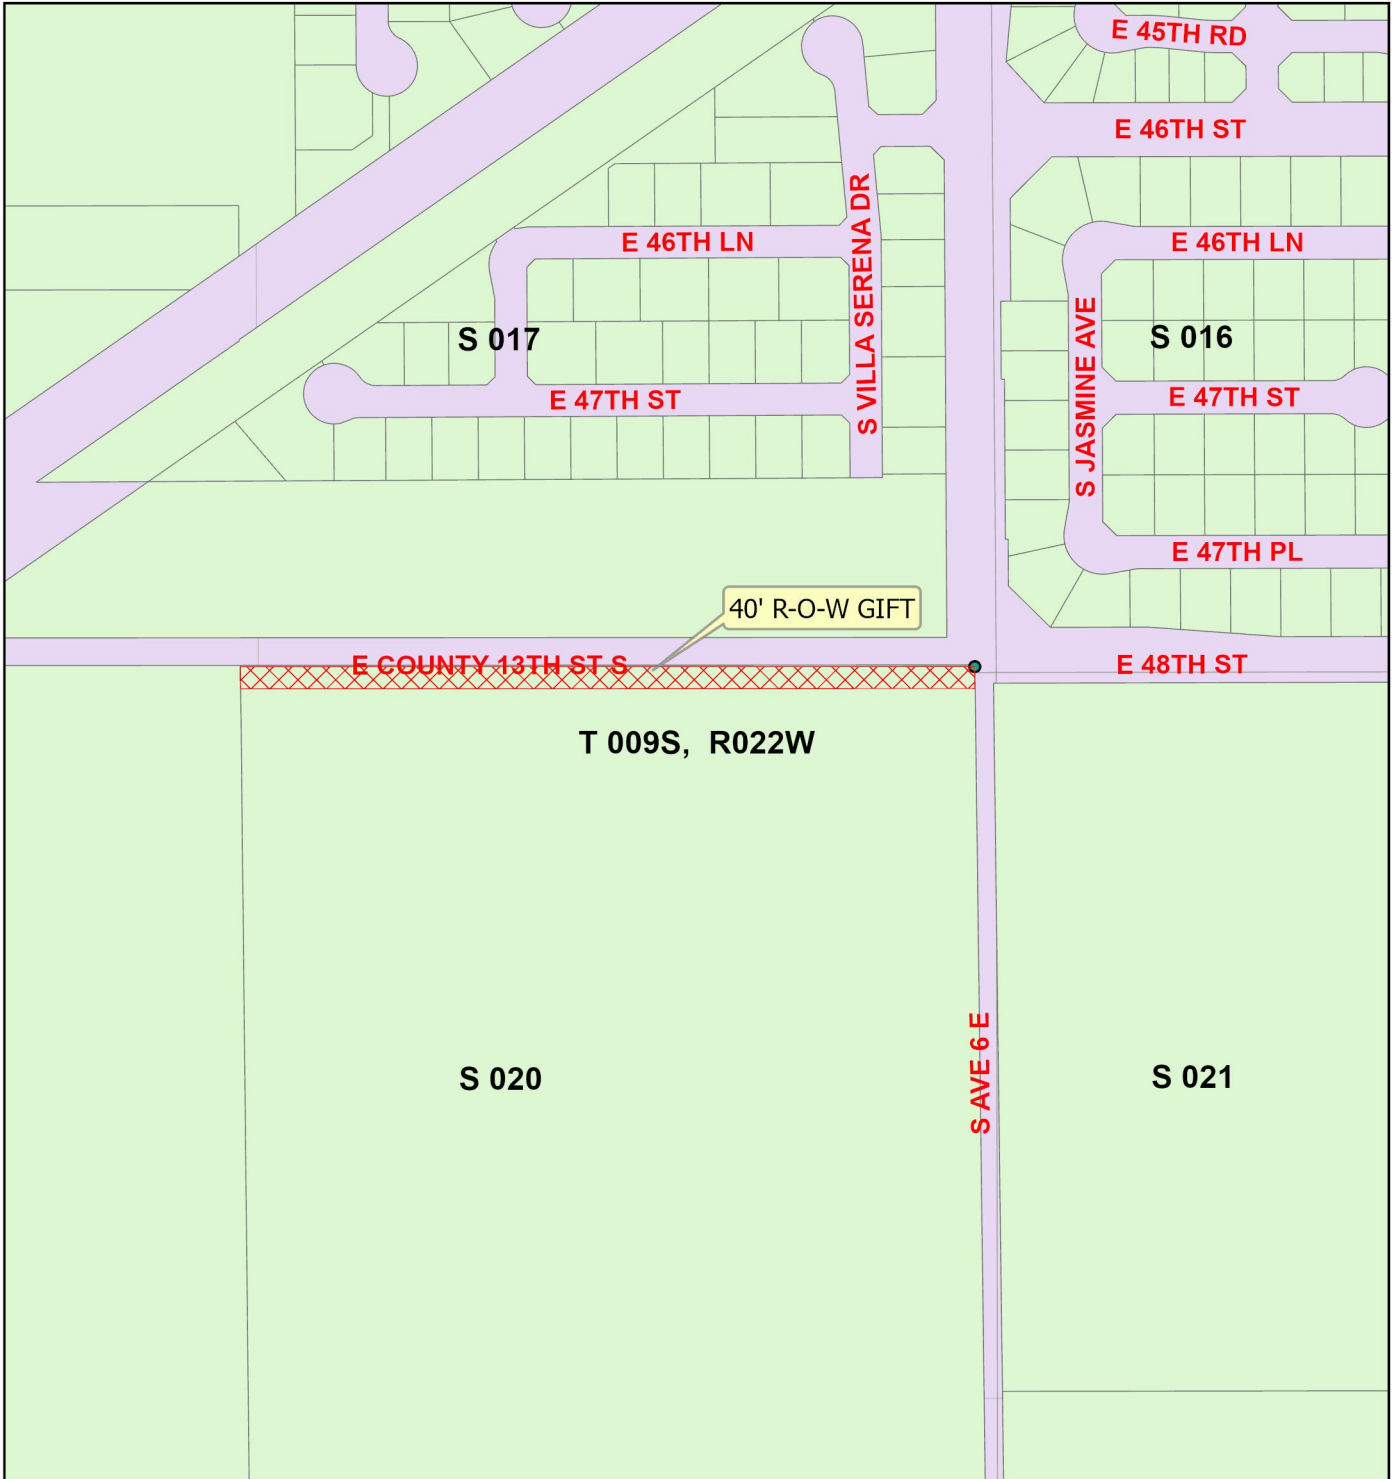 E 45TH RD
E 46TH ST
S VILLA SERENA DR
E 46TH LN
E 46TH LN
S JASMINE AVE
S 017
S 016
E 47TH ST
E 47TH ST
E 47TH PL
40' R-O-W GIFT
E COUNTY 13TH ST S
E 48TH ST
T 009S, R022W
S AVE 6 E
S 020
S 021